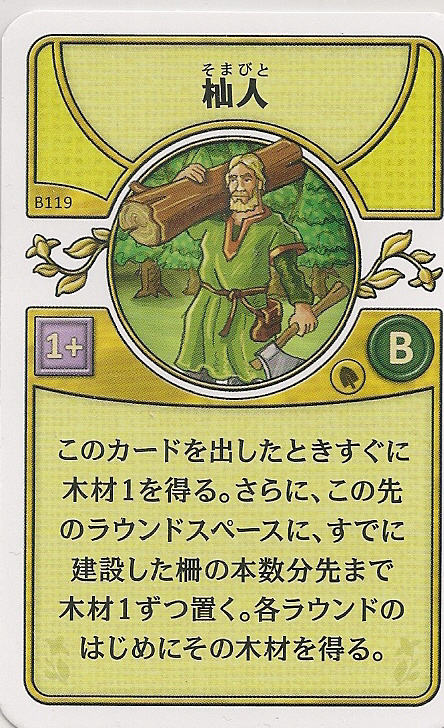 そまびと
杣人
B119
1+
B
このカードを出したときすぐに
木材1を得る。さらに、この先
のラウンドスペースに、すでに
建設した柵の本数分先まで
木材1ずつ置く。各ラウンドの
はじめにその木材を得る。